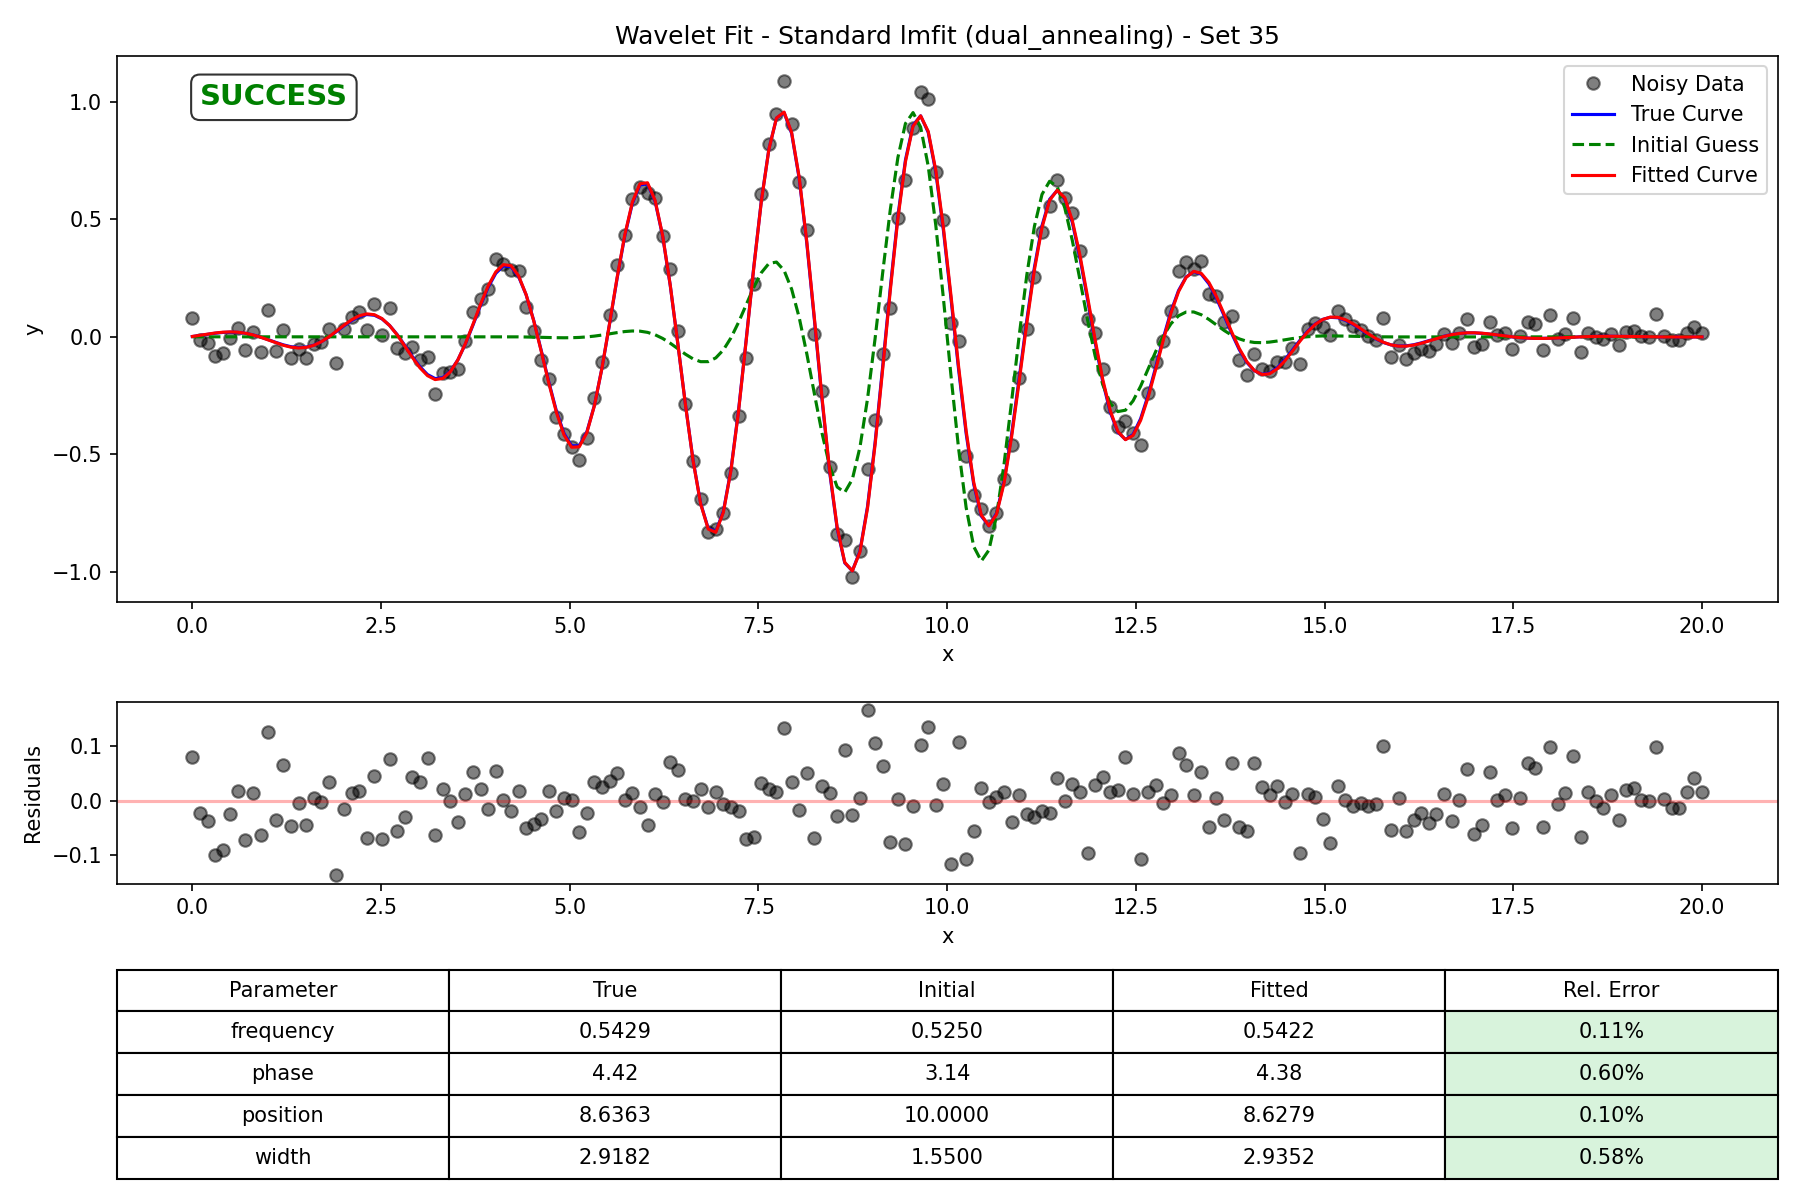 Wavelet Fit - Standard lmfit (dual_annealing) - Set 35
SUCCESS
Noisy Data
True Curve
Initial Guess
Fitted Curve
y
1.0
0.5
0.0
−0.5
−1.0
0.0 2.5 5.0 7.5 10.0 12.5 15.0 17.5 20.0
x
Residuals
0.1
0.0
−0.1
0.0 2.5 5.0 7.5 10.0 12.5 15.0 17.5 20.0
x
Parameter True Initial Fitted Rel. Error
frequency 0.5429 0.5250 0.5422 0.11%
phase 4.42 3.14 4.38 0.60%
position 8.6363 10.0000 8.6279 0.10%
width 2.9182 1.5500 2.9352 0.58%